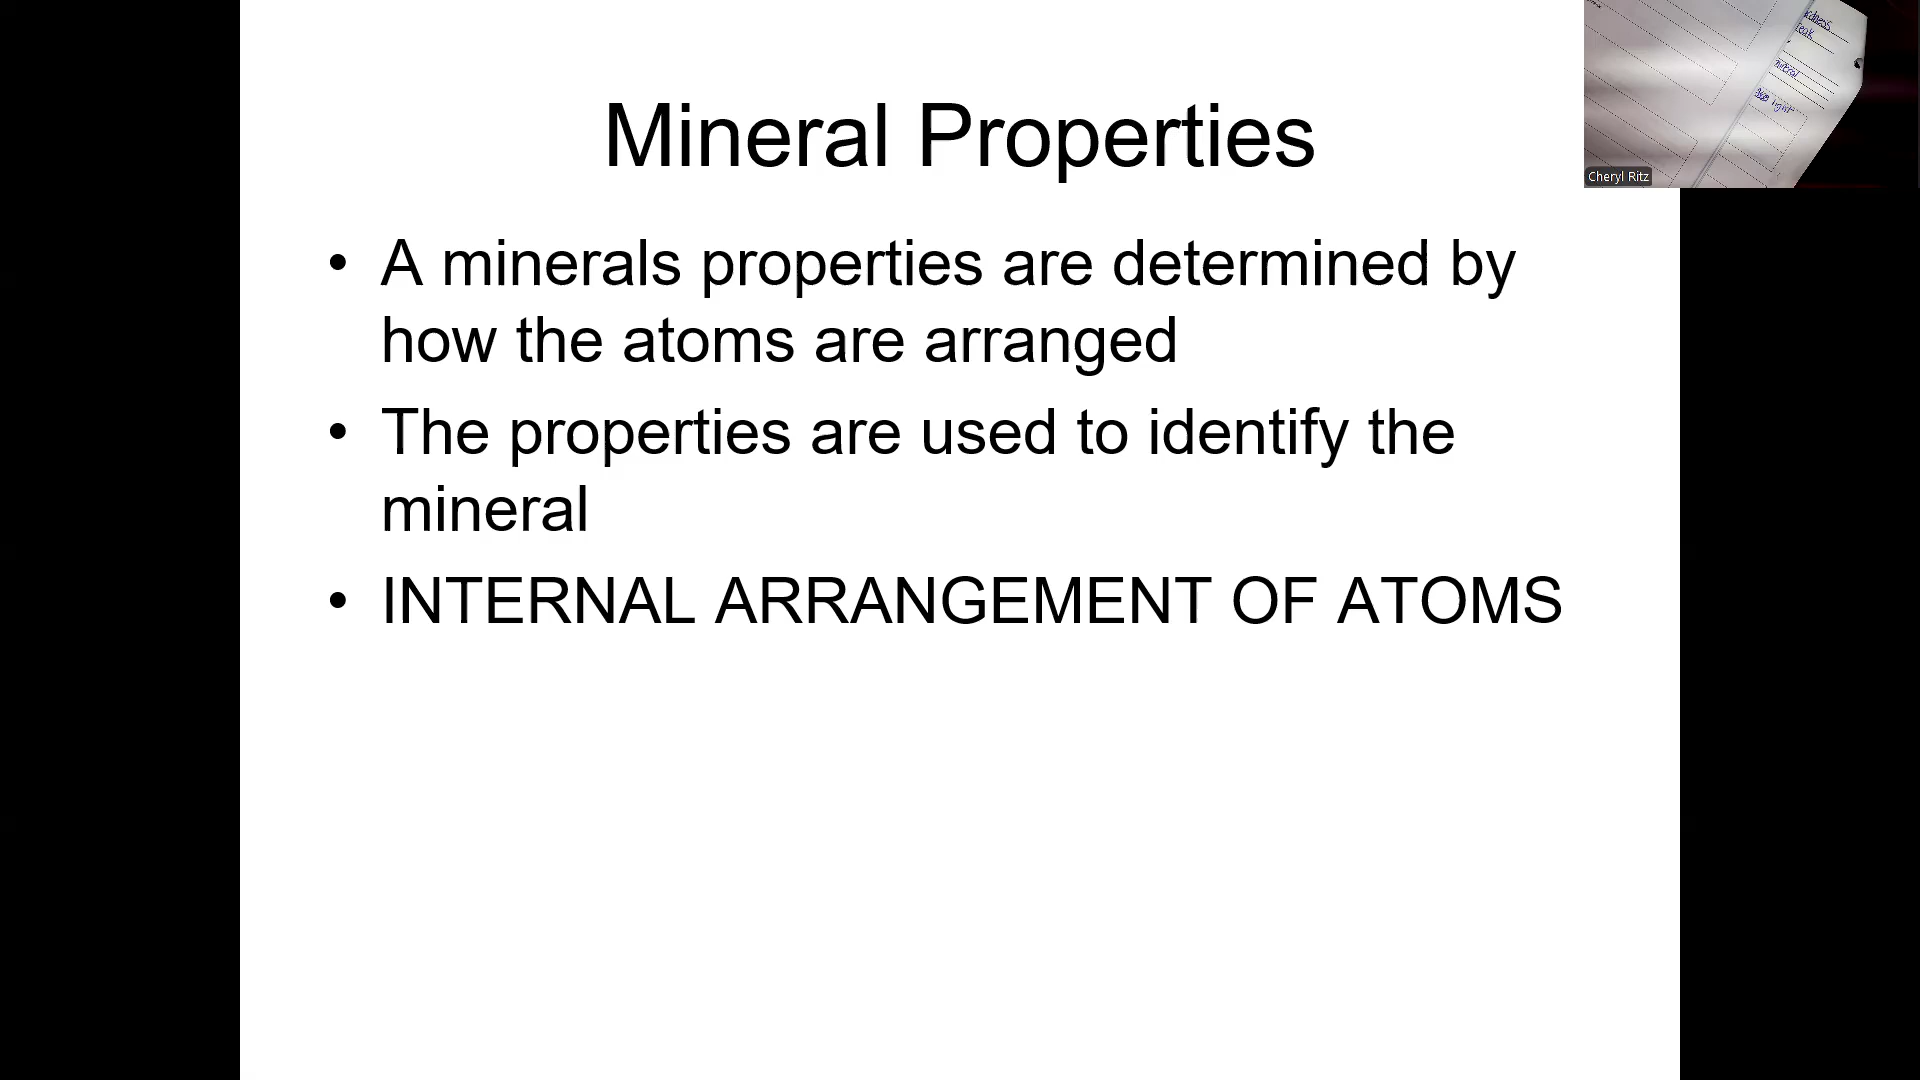 Mineral Properties
• A minerals properties are determined by
how the atoms are arranged
• The properties are used to identify the
mineral
• INTERNAL ARRANGEMENT OF ATOMS
Cheryl Ritz
light